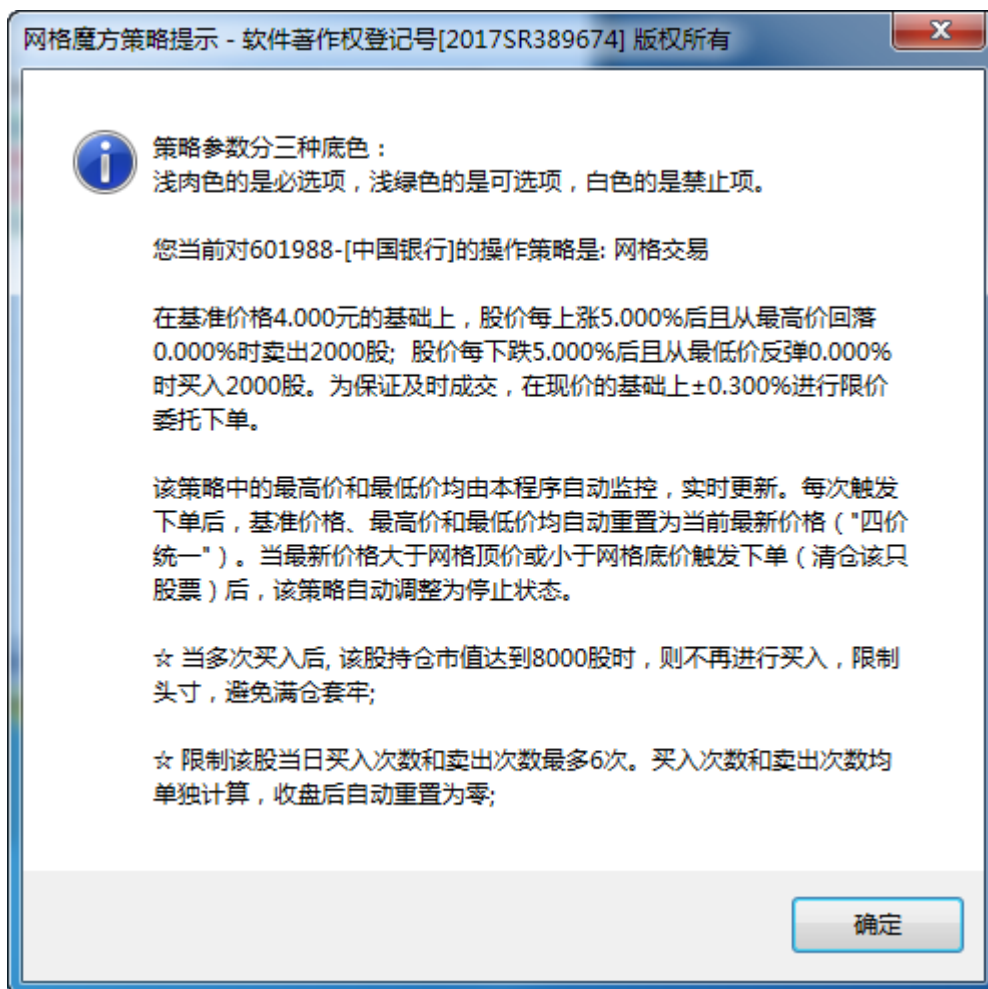 网格魔方策略提示 - 软件著作权登记号[2017SR389674] 版权所有
策略参数分三种底色：
浅肉色的是必选项，浅绿色的是可选项，白色的是禁止项。
您当前对601988-[中国银行]的操作策略是: 网格交易
在基准价格4.000元的基础上，股价每上涨5.000%后且从最高价回落
0.000%时卖出2000股; 股价每下跌5.000%后且从最低价反弹0.000%
时买入2000股。为保证及时成交，在现价的基础上±0.300%进行限价
委托下单。
该策略中的最高价和最低价均由本程序自动监控，实时更新。每次触发
下单后，基准价格、最高价和最低价均自动重置为当前最新价格（"四价
统一"）。当最新价格大于网格顶价或小于网格底价触发下单（清仓该只
股票）后，该策略自动调整为停止状态。
☆ 当多次买入后, 该股持仓市值达到8000股时，则不再进行买入，限制
头寸，避免满仓套牢;
☆ 限制该股当日买入次数和卖出次数最多6次。买入次数和卖出次数均
单独计算，收盘后自动重置为零;
确定